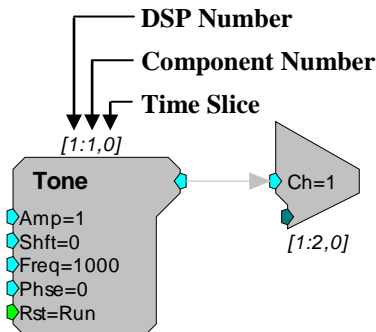 DSP Number
Component Number
Time Slice
[1:1,0]
Tone
Amp=1
Shft=0
Freq=1000
Phse=0
Rst=Run
Ch=1
[1:2,0]